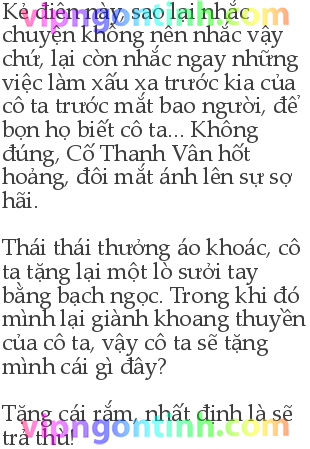 Kẻ điên này, sao lại nhắc
vipngontinh.com
chuyện không nên nhắc vậy
chứ, lại còn nhắc ngay những
việc làm xấu xa trước kia của
cô ta trước mắt bao người, để
bọn họ biết cô ta... Không
đúng, Cố Thanh Vân hốt
hoảng, đôi mắt ánh lên sự sợ
hãi.
Thái thái thưởng áo khoác, cô
ta tặng lại một lò sưởi tay
bằng bạch ngọc. Trong khi đó
mình lại giành khoang thuyền
của cô ta, vậy cô ta sẽ tặng
mình cái gì đây?
Tặng cái rắm, nhất định là sẽ
vipngontinh.com
trả thù!